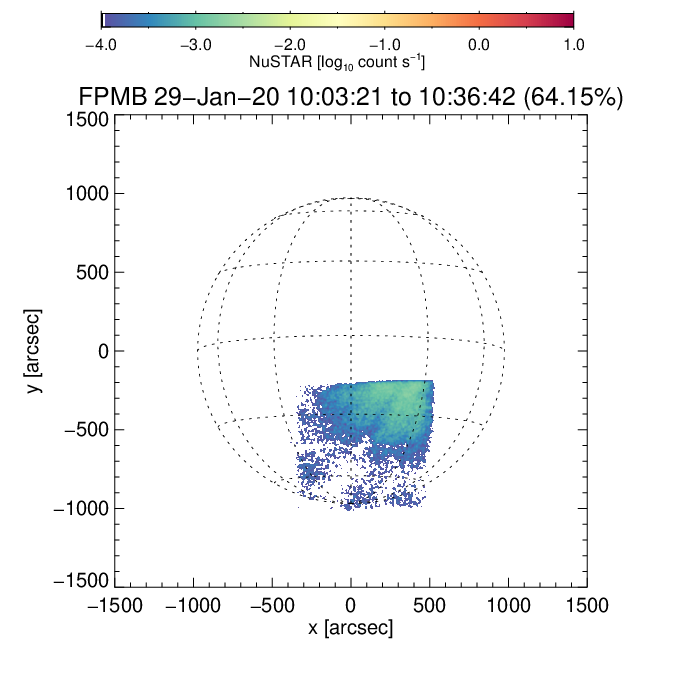 −4.0 −3.0 −2.0 −1.0 0.0 1.0
NuSTAR [log₁₀ count s⁻¹]
FPMB 29−Jan−20 10:03:21 to 10:36:42 (64.15%)
1500
1000
500
0
−500
−1000
−1500
y [arcsec]
−1500 −1000 −500 0 500 1000 1500
x [arcsec]